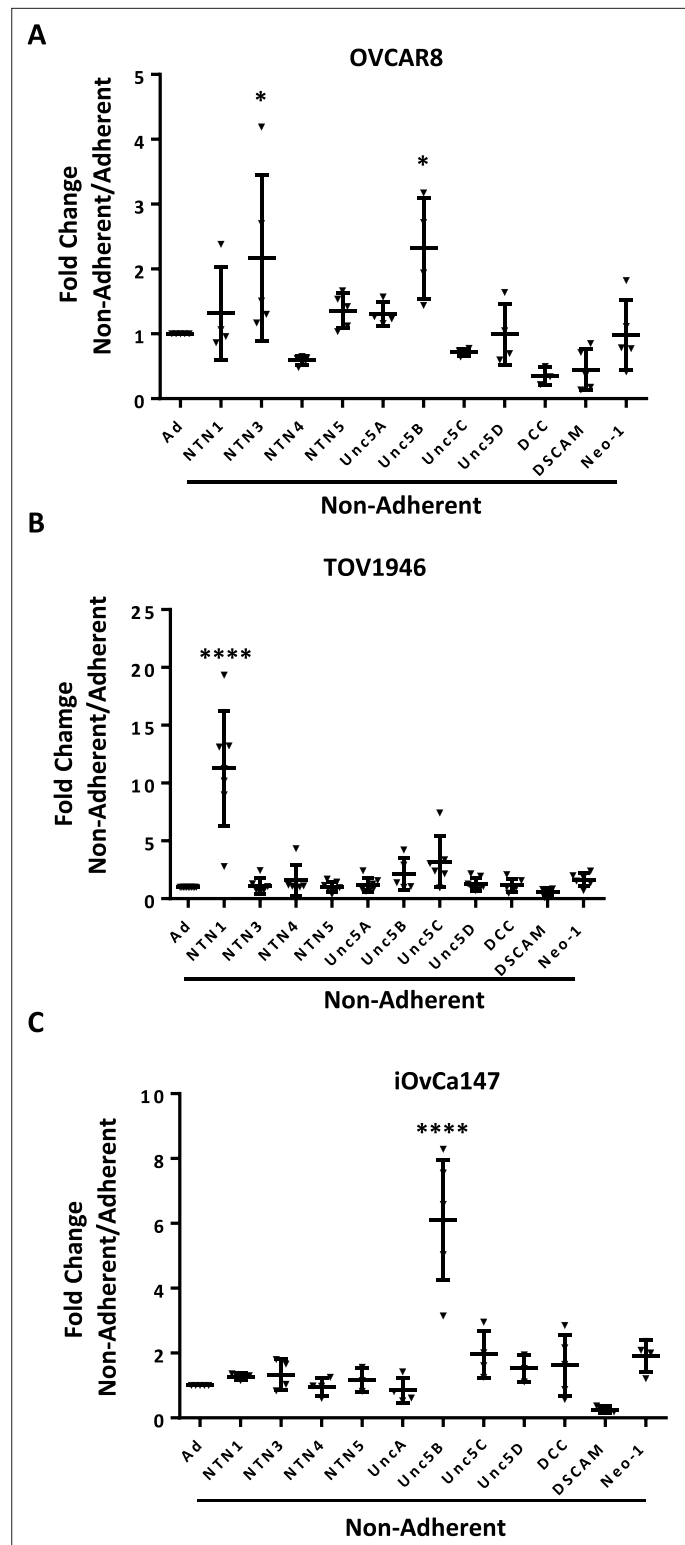 A
OVCAR8
Fold Change
Non-Adherent/Adherent
5
4
3
2
1
0
*
*
Ad
NTN1
NTN3
NTN4
NTN5
Unc5A
Unc5B
Unc5C
Unc5D
DCC
DSCAM
Neo-1
Non-Adherent
B
TOV1946
Fold Chamge
Non-Adherent/Adherent
25
20
15
10
5
0
****
Ad
NTN1
NTN3
NTN4
NTN5
Unc5A
Unc5B
Unc5C
Unc5D
DCC
DSCAM
Neo-1
Non-Adherent
C
iOvCa147
Fold Change
Non-Adherent/Adherent
10
8
6
4
2
0
****
Ad
NTN1
NTN3
NTN4
NTN5
UncA
Unc5B
Unc5C
Unc5D
DCC
DSCAM
Neo-1
Non-Adherent